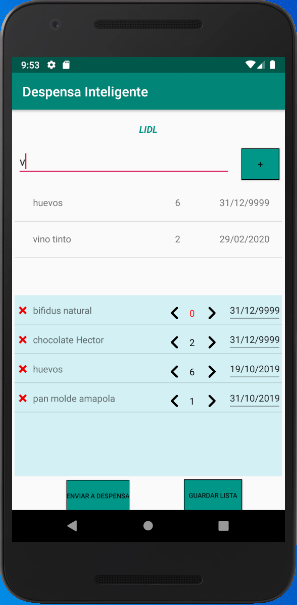 9:53
Despensa Inteligente
LIDL
v
+
huevos 6 31/12/9999
vino tinto 2 29/02/2020
bifidus natural 0 31/12/9999
chocolate Hector 2 31/12/9999
huevos 6 19/10/2019
pan molde amapola 1 31/10/2019
ENVIAR A DESPENSA GUARDAR LISTA